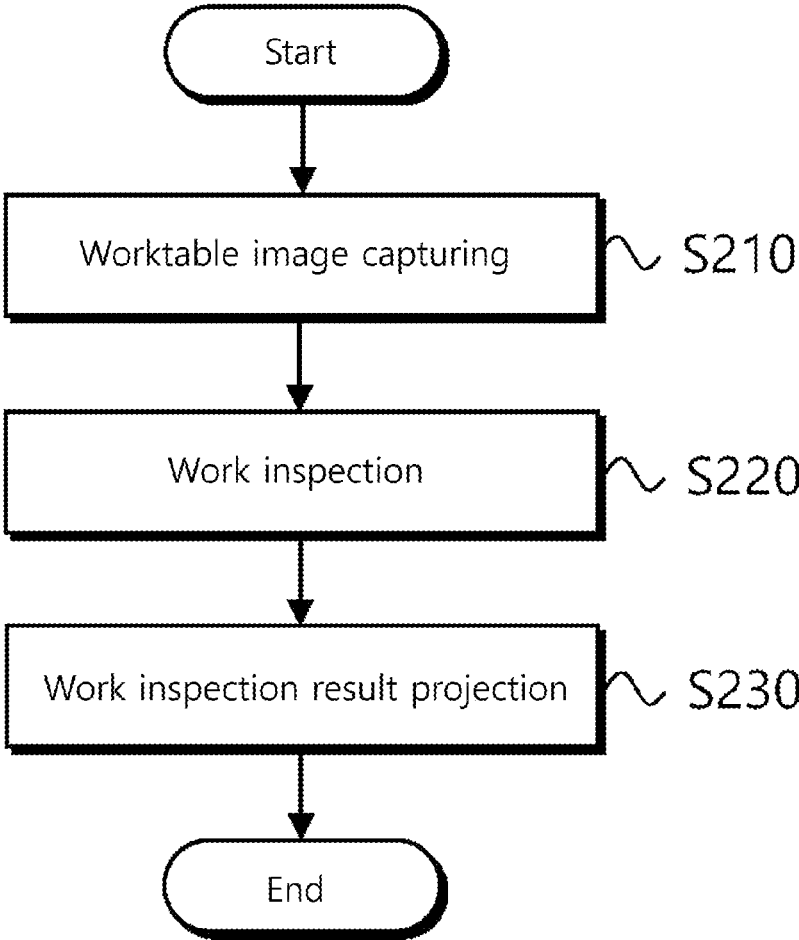 Start
Worktable image capturing
S210
Work inspection
S220
Work inspection result projection
S230
End